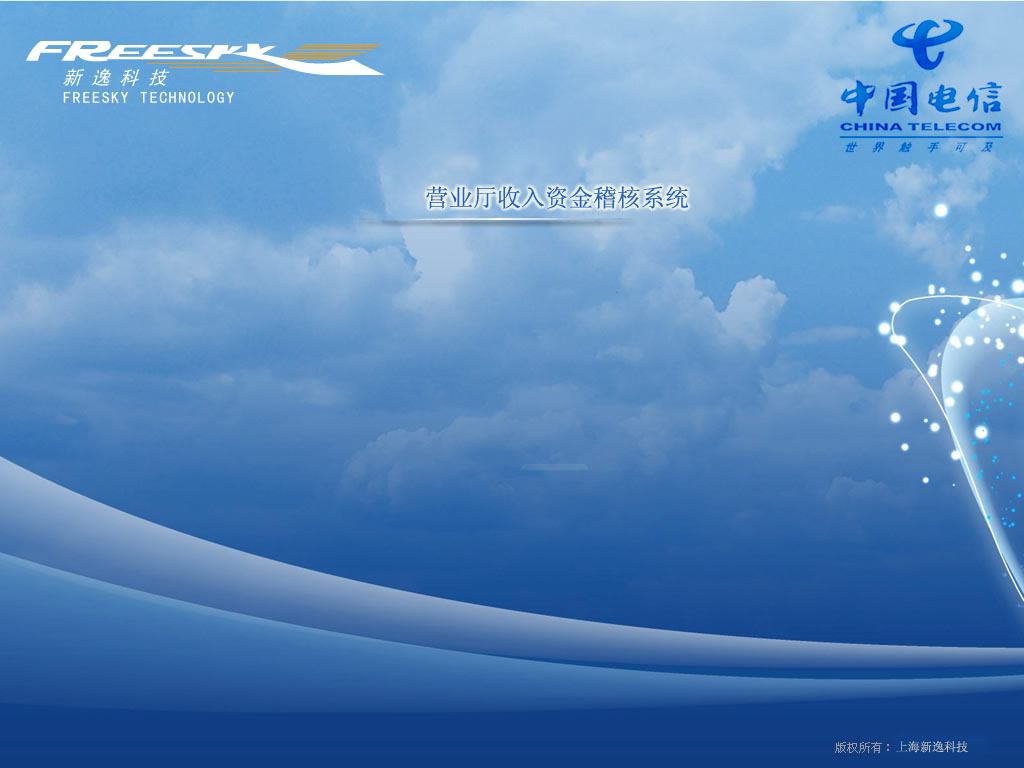 FREESKY
新逸科技
FREESKY TECHNOLOGY
中国电信
CHINA TELECOM
世界触手可及
营业厅收入资金稽核系统
版权所有：上海新逸科技